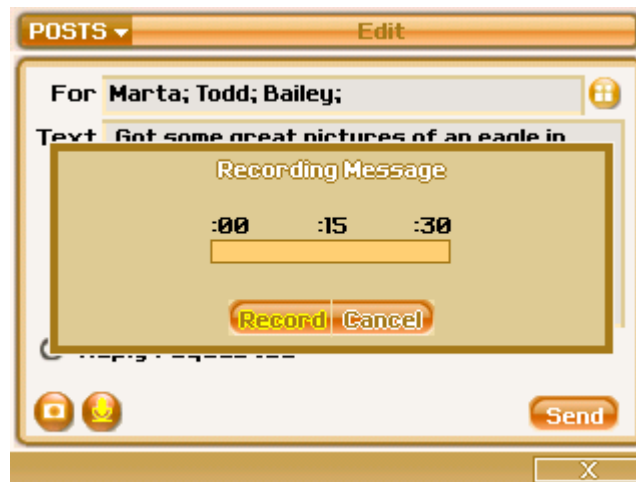 POSTS Edit
For Marta; Todd; Bailey;
Text Got some great pictures of an eagle in
Recording Message
:00 :15 :30
Record Cancel
Send
X